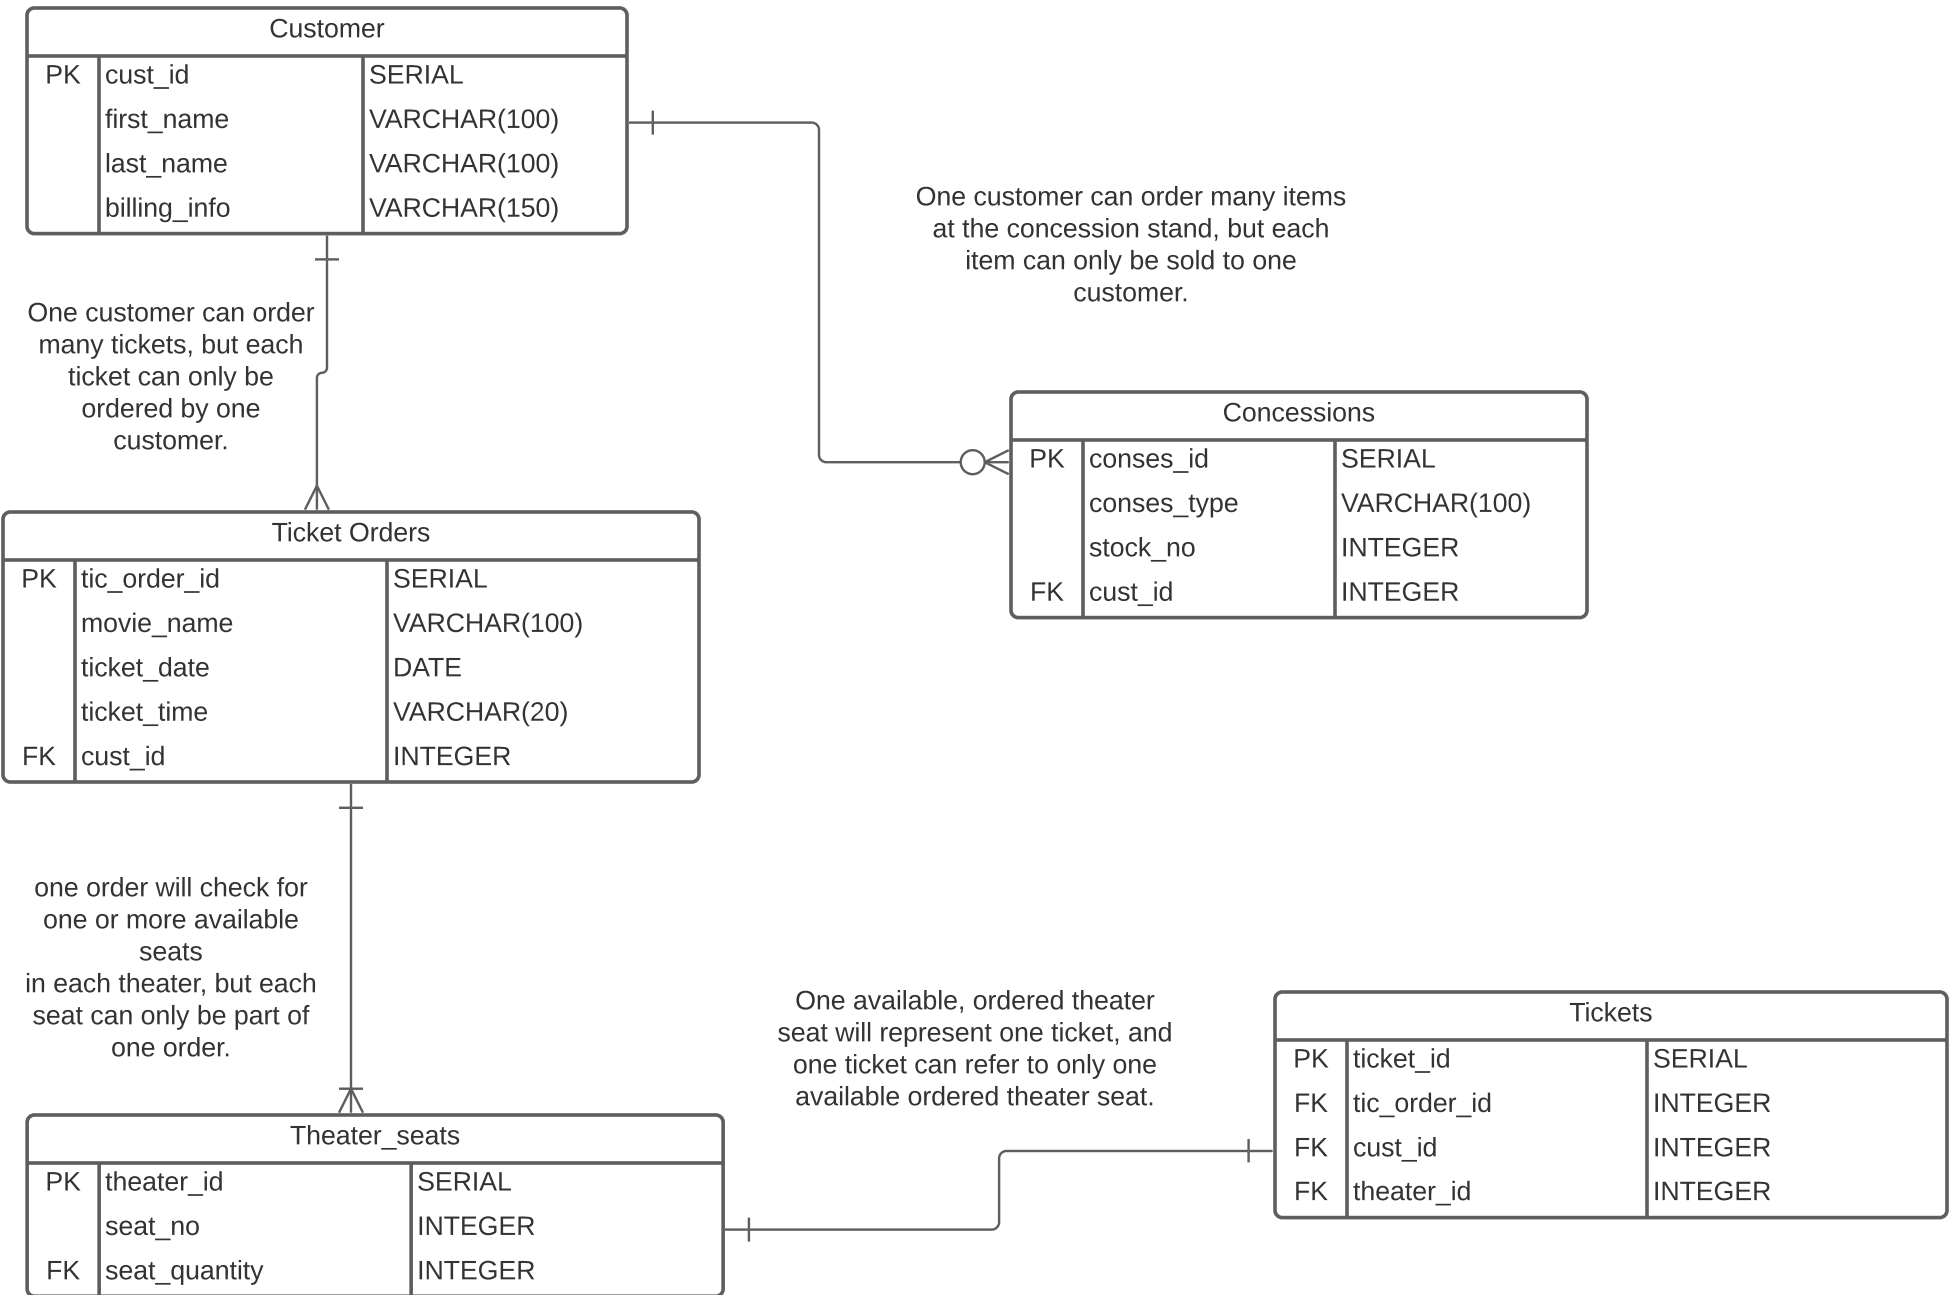 Customer
PK cust_id SERIAL
first_name VARCHAR(100)
last_name VARCHAR(100)
billing_info VARCHAR(150)
One customer can order many items
at the concession stand, but each
item can only be sold to one
customer.
One customer can order
many tickets, but each
ticket can only be
ordered by one
customer.
Concessions
PK conses_id SERIAL
conses_type VARCHAR(100)
stock_no INTEGER
FK cust_id INTEGER
Ticket Orders
PK tic_order_id SERIAL
movie_name VARCHAR(100)
ticket_date DATE
ticket_time VARCHAR(20)
FK cust_id INTEGER
one order will check for
one or more available
seats
in each theater, but each
seat can only be part of
one order.
One available, ordered theater
seat will represent one ticket, and
one ticket can refer to only one
available ordered theater seat.
Tickets
PK ticket_id SERIAL
FK tic_order_id INTEGER
FK cust_id INTEGER
FK theater_id INTEGER
Theater_seats
PK theater_id SERIAL
seat_no INTEGER
FK seat_quantity INTEGER